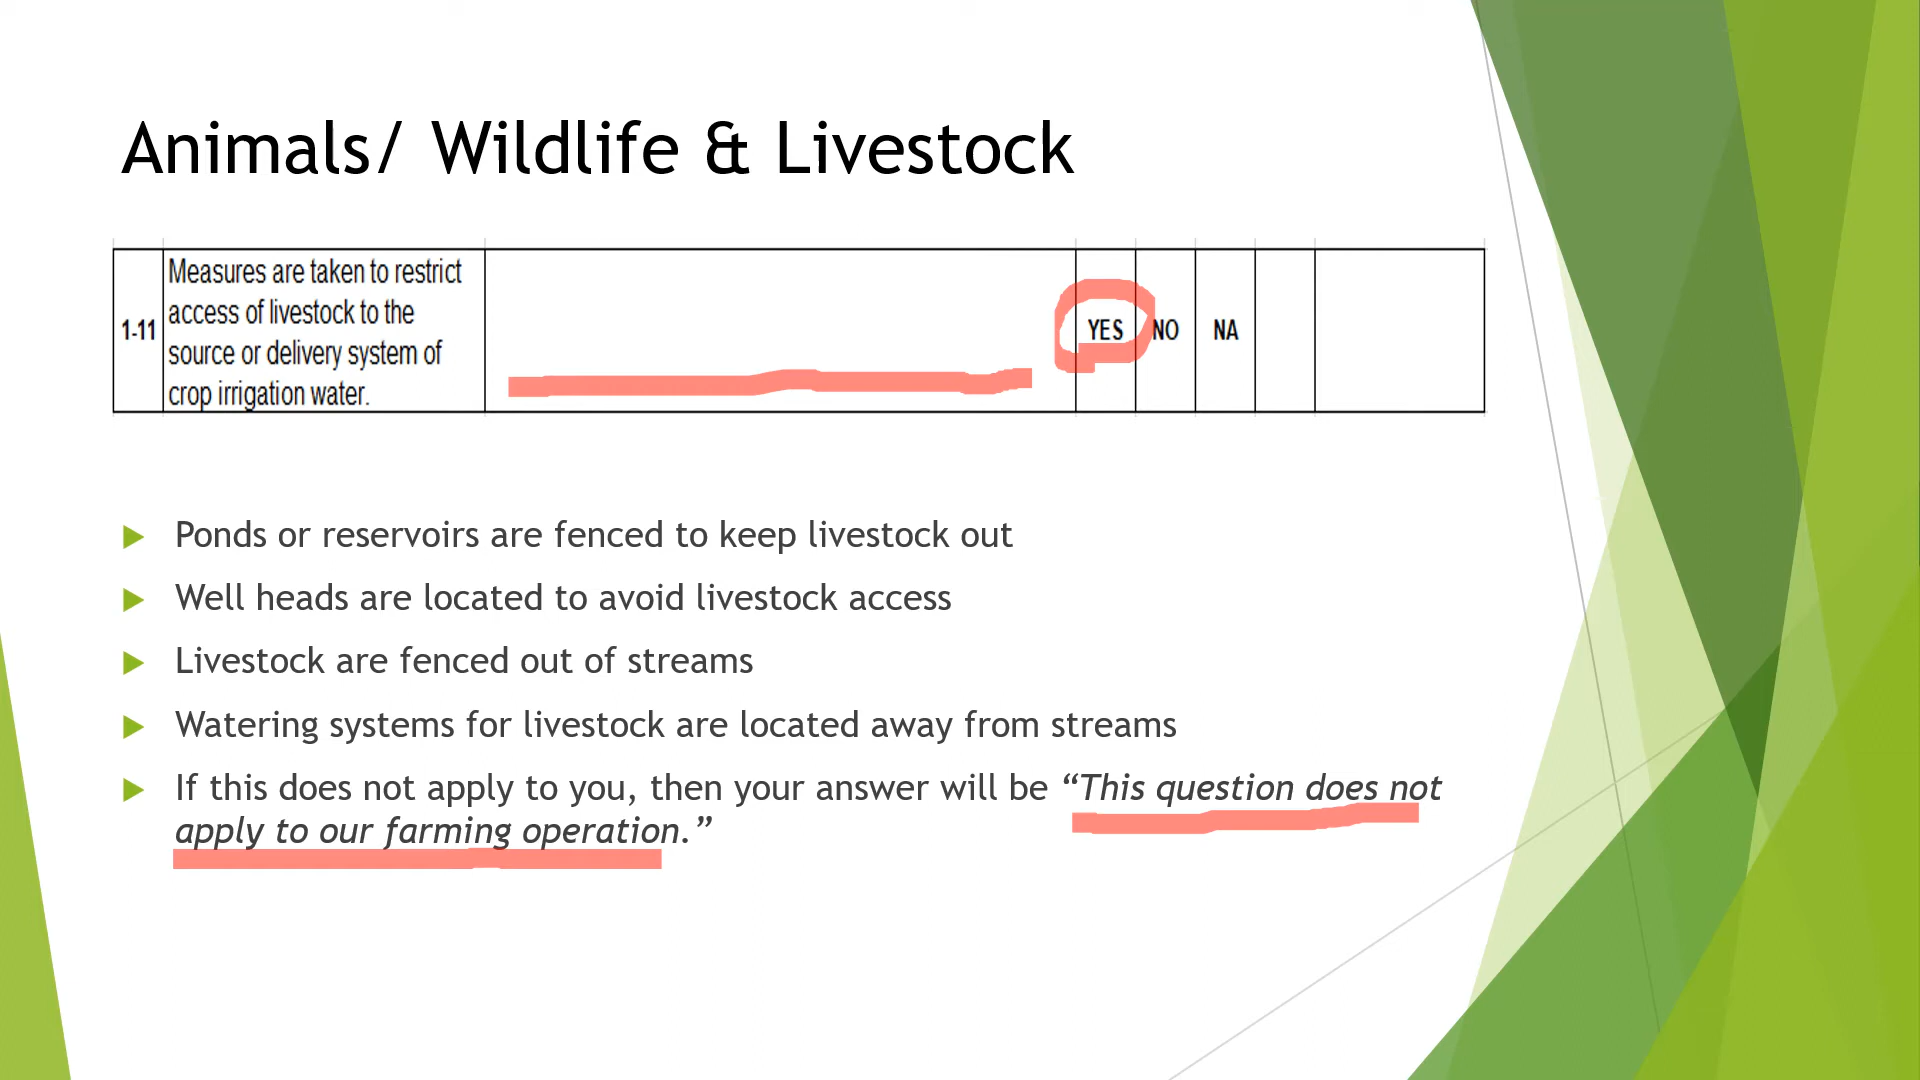 Animals/ Wildlife & Livestock
1-11
Measures are taken to restrict
access of livestock to the
source or delivery system of
crop irrigation water.
YES NO NA
Ponds or reservoirs are fenced to keep livestock out
Well heads are located to avoid livestock access
Livestock are fenced out of streams
Watering systems for livestock are located away from streams
If this does not apply to you, then your answer will be “This question does not
apply to our farming operation.”